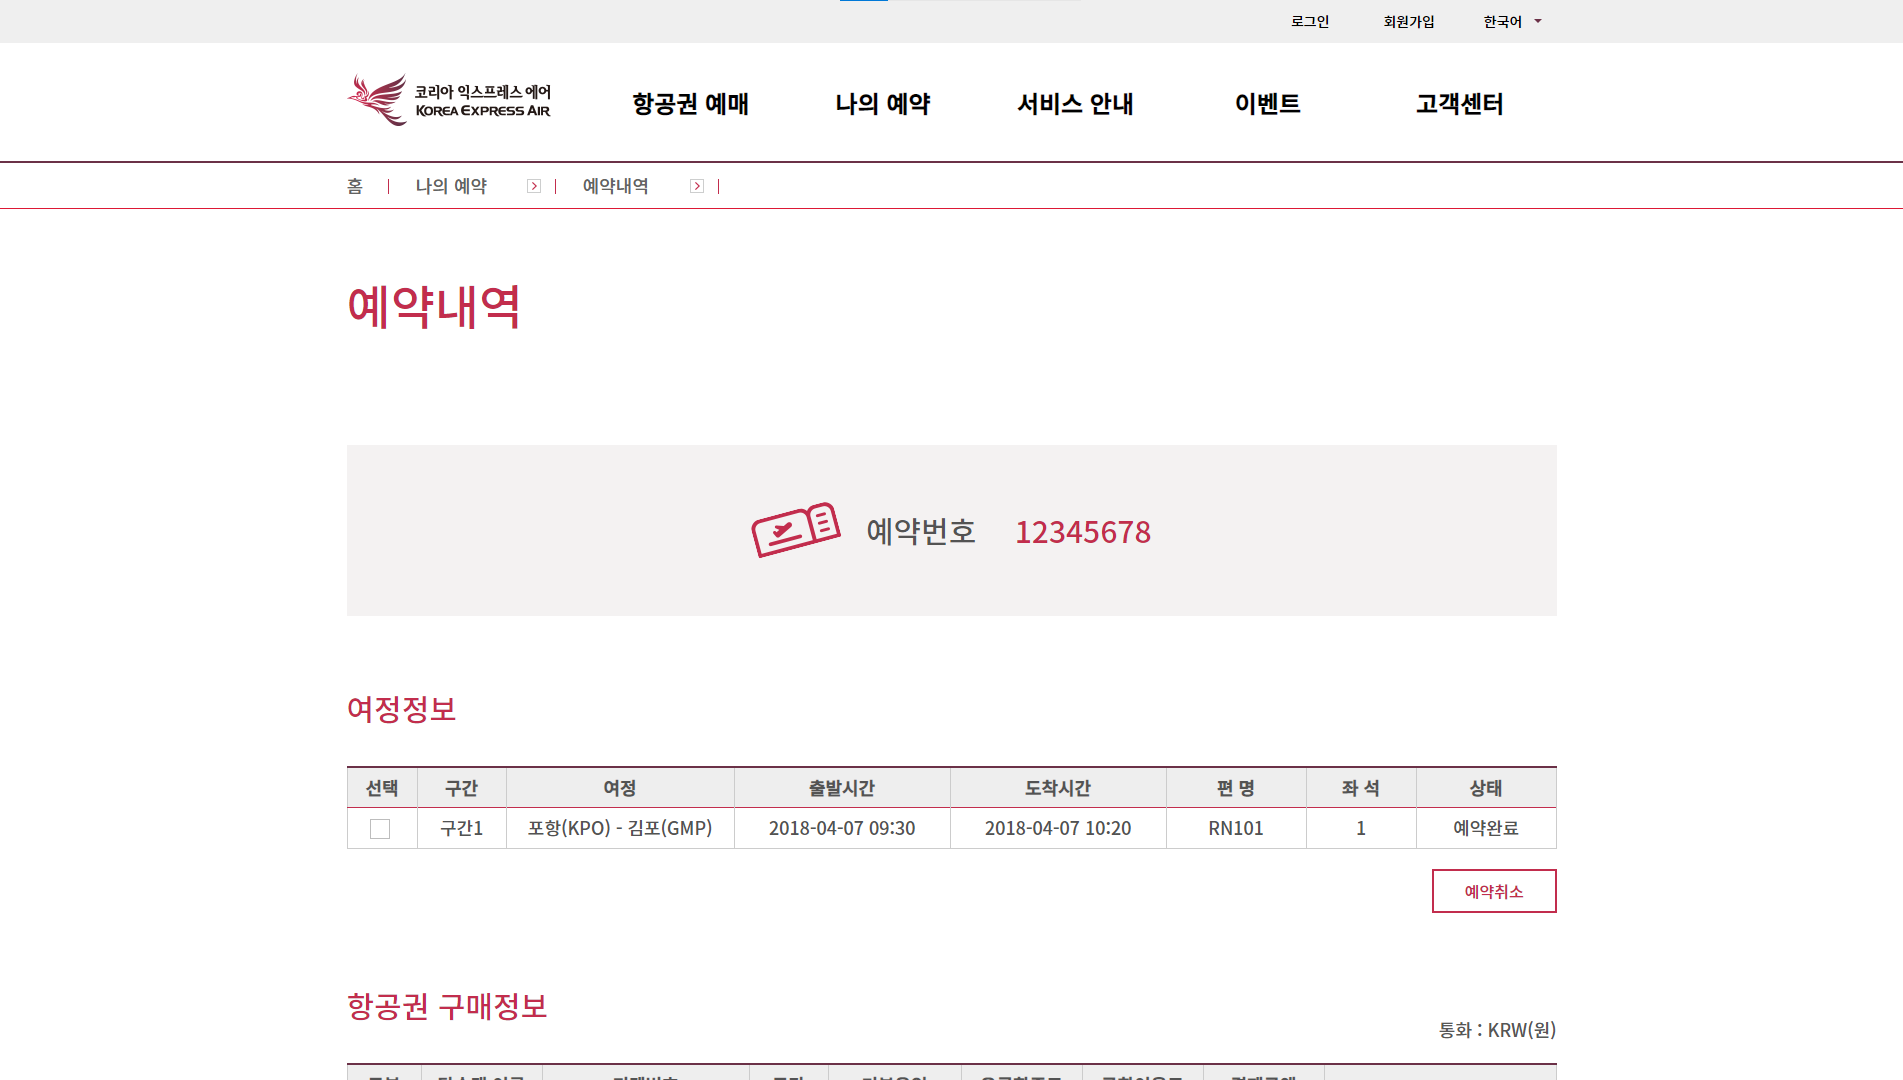 로그인 회원가입 한국어
코리아 익스프레스 에어
KOREA EXPRESS AIR
항공권 예매 나의 예약 서비스 안내 이벤트 고객센터
홈 나의 예약 예약내역
예약내역
예약번호 12345678
여정정보
선택 구간 여정 출발시간 도착시간 편 명 좌 석 상태
구간1 포항(KPO) - 김포(GMP) 2018-04-07 09:30 2018-04-07 10:20 RN101 1 예약완료
예약취소
항공권 구매정보
통화 : KRW(원)